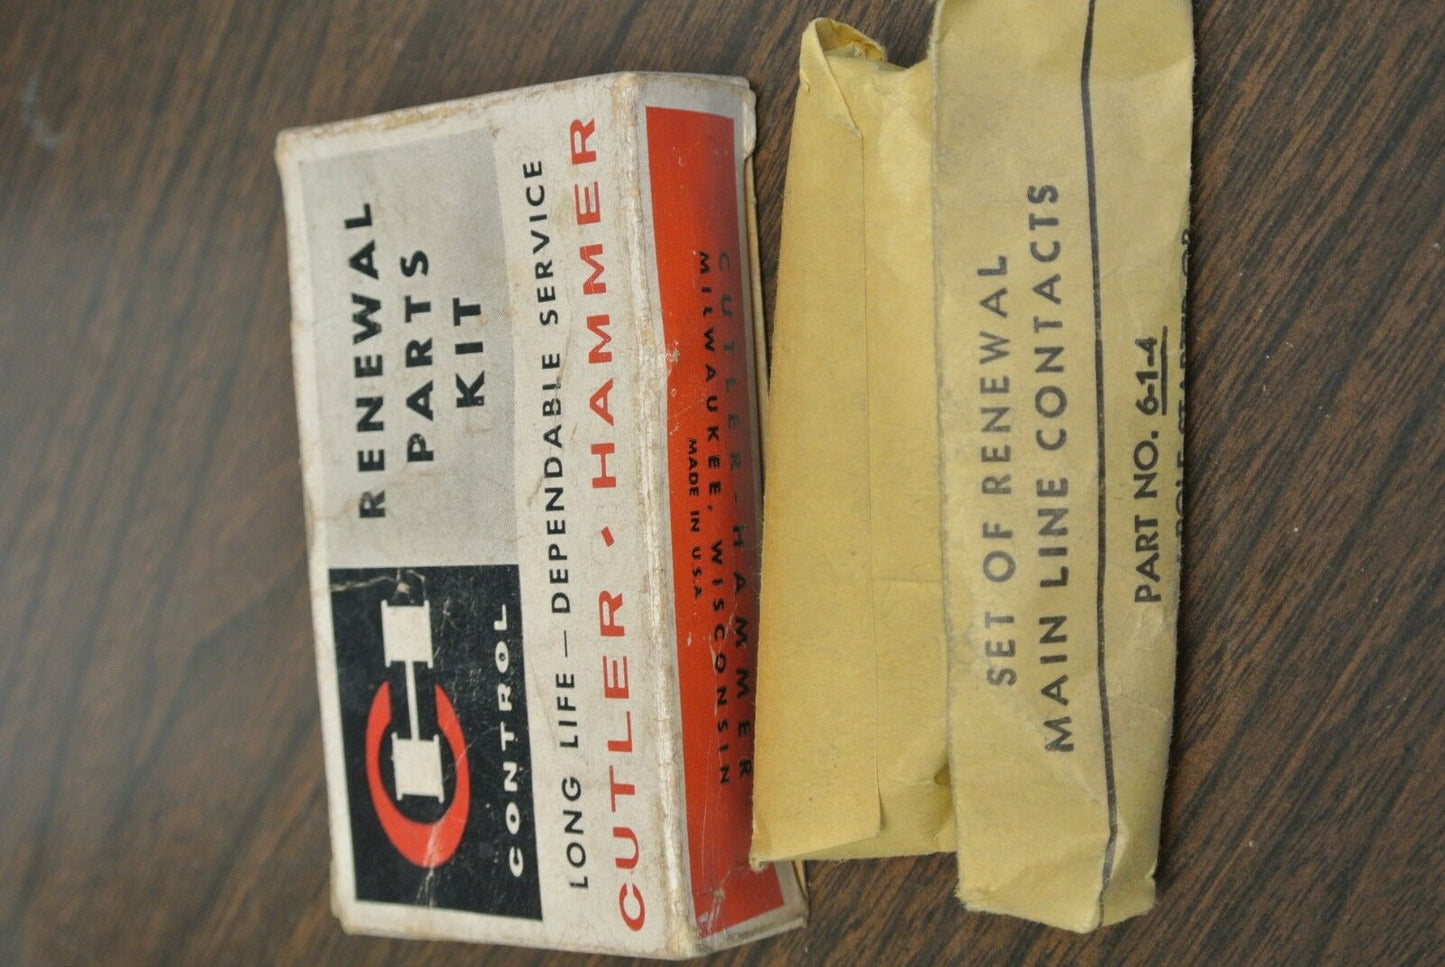 RENEWAL
PARTS
KIT
CH
CONTROL
LONG LIFE — DEPENDABLE SERVICE
CUTLER • HAMMER
CUTLER-HAMMER
MILWAUKEE, WISCONSIN
MADE IN U.S.A.
SET OF RENEWAL
MAIN LINE CONTACTS
PART NO. 6-1-4